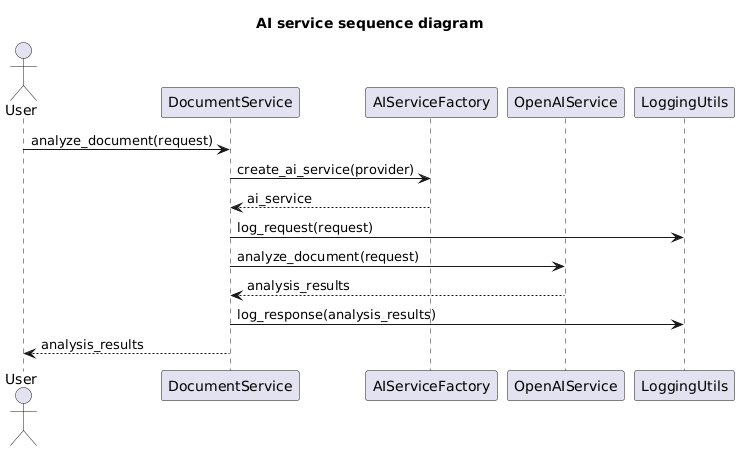 AI service sequence diagram
User
DocumentService
AIServiceFactory
OpenAIService
LoggingUtils
analyze_document(request)
create_ai_service(provider)
ai_service
log_request(request)
analyze_document(request)
analysis_results
log_response(analysis_results)
analysis_results
User
DocumentService
AIServiceFactory
OpenAIService
LoggingUtils